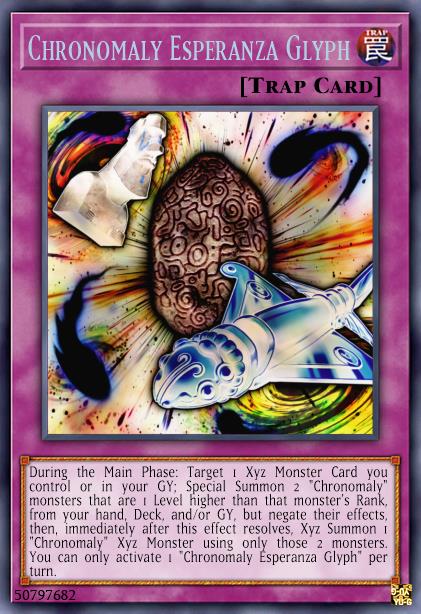 CHRONOMALY ESPERANZA GLYPH
TRAP
罠
[TRAP CARD]
During the Main Phase: Target 1 Xyz Monster Card you
control or in your GY; Special Summon 2 "Chronomaly"
monsters that are 1 Level higher than that monster's Rank,
from your hand, Deck, and/or GY, but negate their effects,
then, immediately after this effect resolves, Xyz Summon 1
"Chronomaly" Xyz Monster using only those 2 monsters.
You can only activate 1 "Chronomaly Esperanza Glyph" per
turn.
50797682